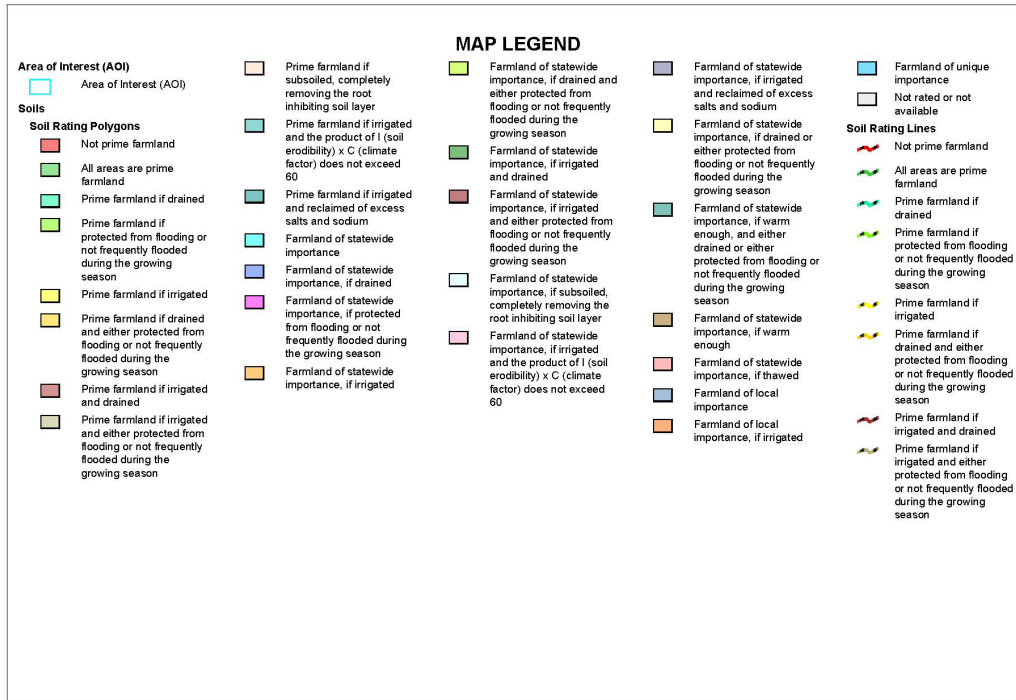 MAP LEGEND
Area of Interest (AOI)
Area of Interest (AOI)
Soils
Soil Rating Polygons
Not prime farmland
All areas are prime
farmland
Prime farmland if drained
Prime farmland if
protected from flooding or
not frequently flooded
during the growing
season
Prime farmland if irrigated
Prime farmland if drained
and either protected from
flooding or not frequently
flooded during the
growing season
Prime farmland if irrigated
and drained
Prime farmland if irrigated
and either protected from
flooding or not frequently
flooded during the
growing season
Prime farmland if
subsoiled, completely
removing the root
inhibiting soil layer
Prime farmland if irrigated
and the product of I (soil
erodibility) x C (climate
factor) does not exceed
60
Prime farmland if irrigated
and reclaimed of excess
salts and sodium
Farmland of statewide
importance
Farmland of statewide
importance, if drained
Farmland of statewide
importance, if protected
from flooding or not
frequently flooded during
the growing season
Farmland of statewide
importance, if irrigated
Farmland of statewide
importance, if drained and
either protected from
flooding or not frequently
flooded during the
growing season
Farmland of statewide
importance, if irrigated
and drained
Farmland of statewide
importance, if irrigated
and either protected from
flooding or not frequently
flooded during the
growing season
Farmland of statewide
importance, if subsoiled,
completely removing the
root inhibiting soil layer
Farmland of statewide
importance, if irrigated
and the product of I (soil
erodibility) x C (climate
factor) does not exceed
60
Farmland of statewide
importance, if irrigated
and reclaimed of excess
salts and sodium
Farmland of statewide
importance, if drained or
either protected from
flooding or not frequently
flooded during the
growing season
Farmland of statewide
importance, if warm
enough, and either
drained or either
protected from flooding or
not frequently flooded
during the growing
season
Farmland of statewide
importance, if warm
enough
Farmland of statewide
importance, if thawed
Farmland of local
importance
Farmland of local
importance, if irrigated
Farmland of unique
importance
Not rated or not
available
Soil Rating Lines
Not prime farmland
All areas are prime
farmland
Prime farmland if
drained
Prime farmland if
protected from flooding
or not frequently flooded
during the growing
season
Prime farmland if
irrigated
Prime farmland if
drained and either
protected from flooding
or not frequently flooded
during the growing
season
Prime farmland if
irrigated and drained
Prime farmland if
irrigated and either
protected from flooding
or not frequently flooded
during the growing
season